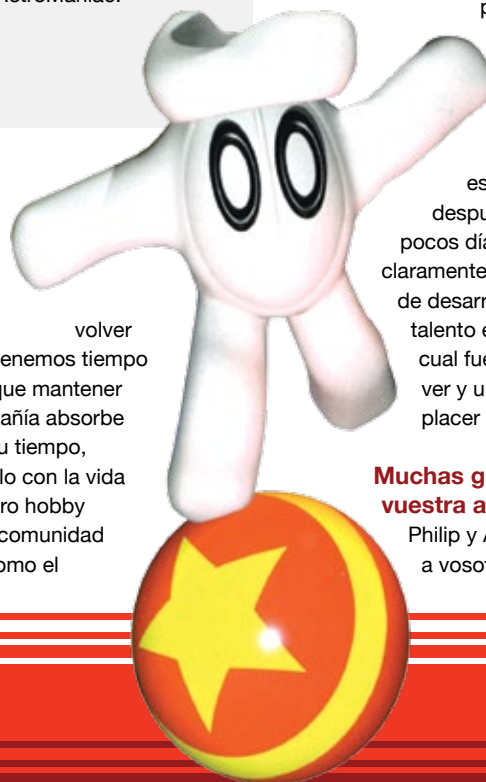 volver
enemos tiempo
que mantener
añía absorbe
u tiempo,
lo con la vida
ro hobby
comunidad
omo el
es
despu
pocos día
claramente
de desarr
talento e
cual fue
ver y u
placer
Muchas g
vuestra a
Philip y A
a vosot